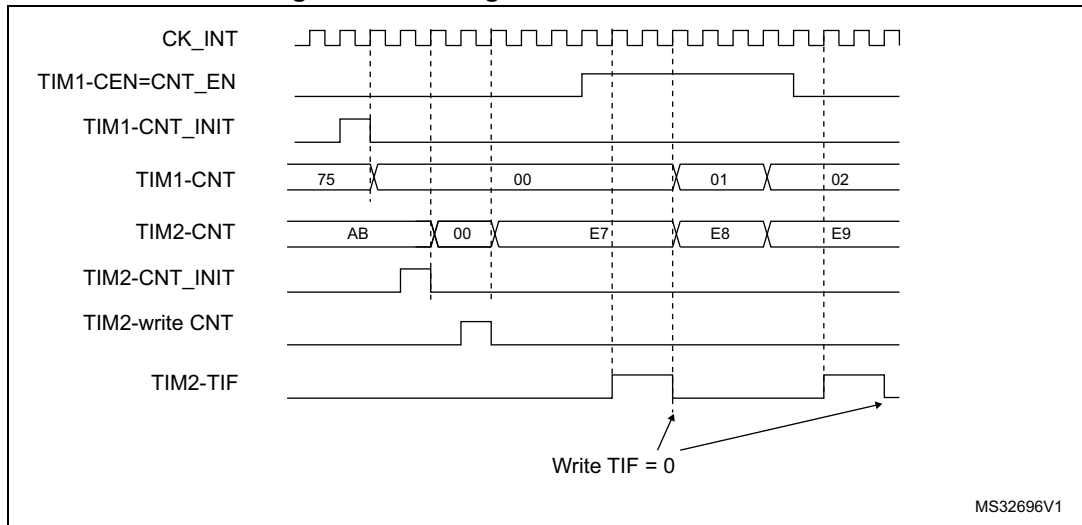 CK_INT
TIM1-CEN=CNT_EN
TIM1-CNT_INIT
TIM1-CNT 75 00 01 02
TIM2-CNT AB 00 E7 E8 E9
TIM2-CNT_INIT
TIM2-write CNT
TIM2-TIF
Write TIF = 0
MS32696V1